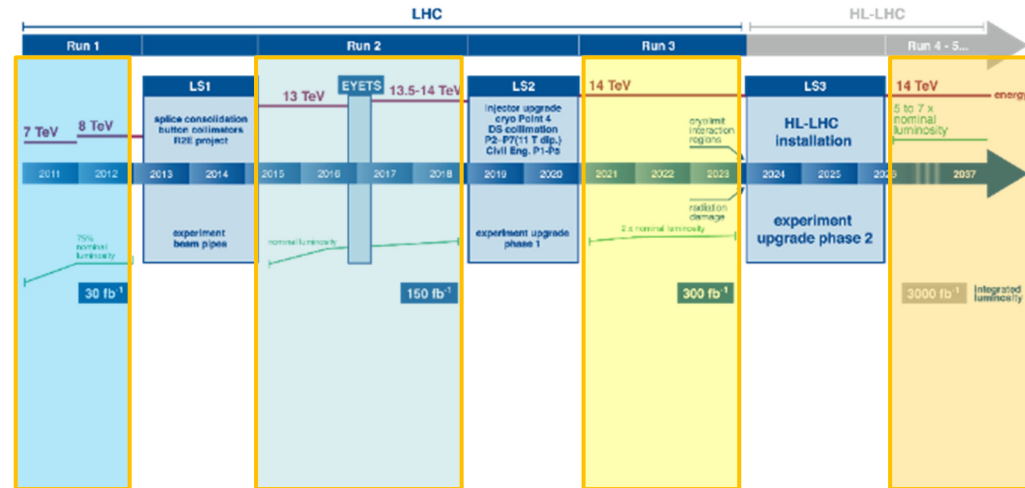 LHC
HL-LHC
Run 1
Run 2
Run 3
Run 4 - 5...
LS1
splice consolidation
button collimators
R2E project
EYETS
13 TeV
13.5-14 TeV
LS2
injector upgrade
cryo Point 4
DS collimation
P2-P7(11 T dip.)
Civil Eng. P1-P5
14 TeV
LS3
HL-LHC
installation
14 TeV
energy
7 TeV
8 TeV
5 to 7 x
nominal
luminosity
cryolimit
interaction
regions
2011 2012 2013 2014 2015 2016 2017 2018 2019 2020 2021 2022 2023 2024 2025 2037
radiation
damage
75%
nominal
luminosity
experiment
beam pipes
nominal luminosity
experiment upgrade
phase 1
2 x nominal luminosity
experiment
upgrade phase 2
30 fb⁻¹
150 fb⁻¹
300 fb⁻¹
3000 fb⁻¹
integrated
luminosity